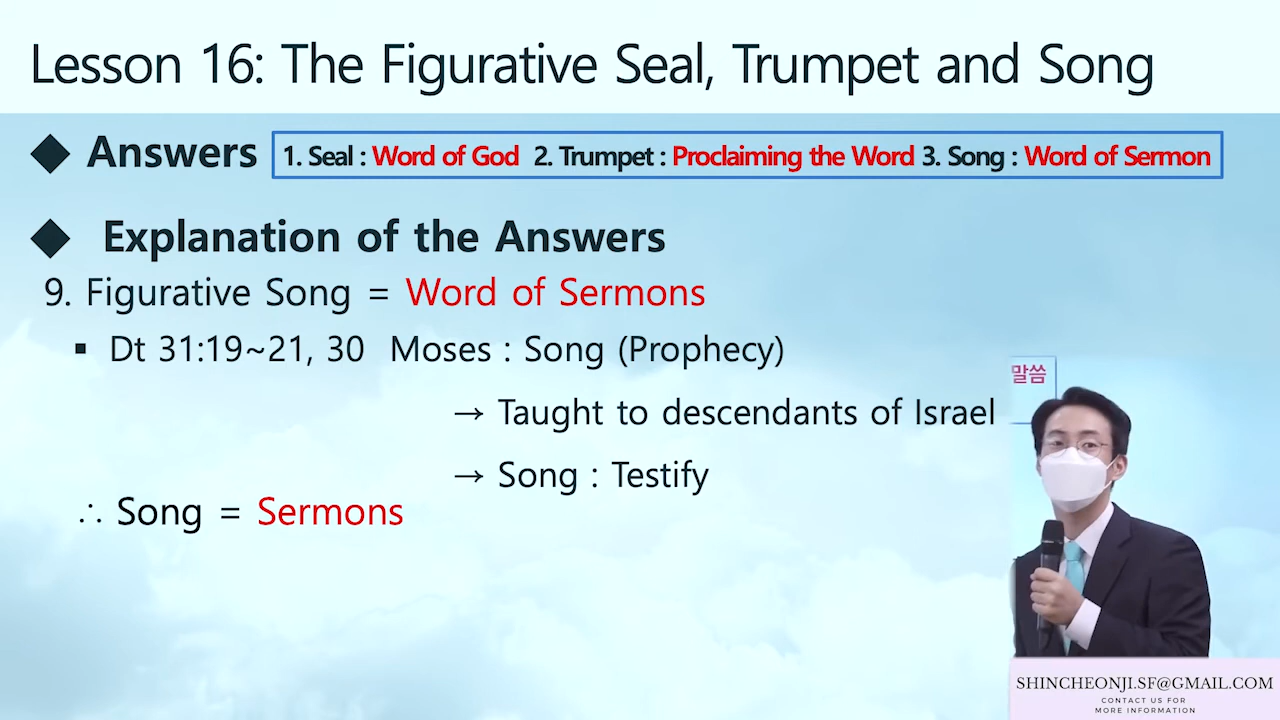 Lesson 16: The Figurative Seal, Trumpet and Song
◆ Answers 1. Seal : Word of God 2. Trumpet : Proclaiming the Word 3. Song : Word of Sermon
◆ Explanation of the Answers
9. Figurative Song = Word of Sermons
▪ Dt 31:19~21, 30 Moses : Song (Prophecy)
→ Taught to descendants of Israel
→ Song : Testify
∴ Song = Sermons
말씀
SHINCHEONJI.SF@GMAIL.COM
CONTACT US FOR
MORE INFORMATION